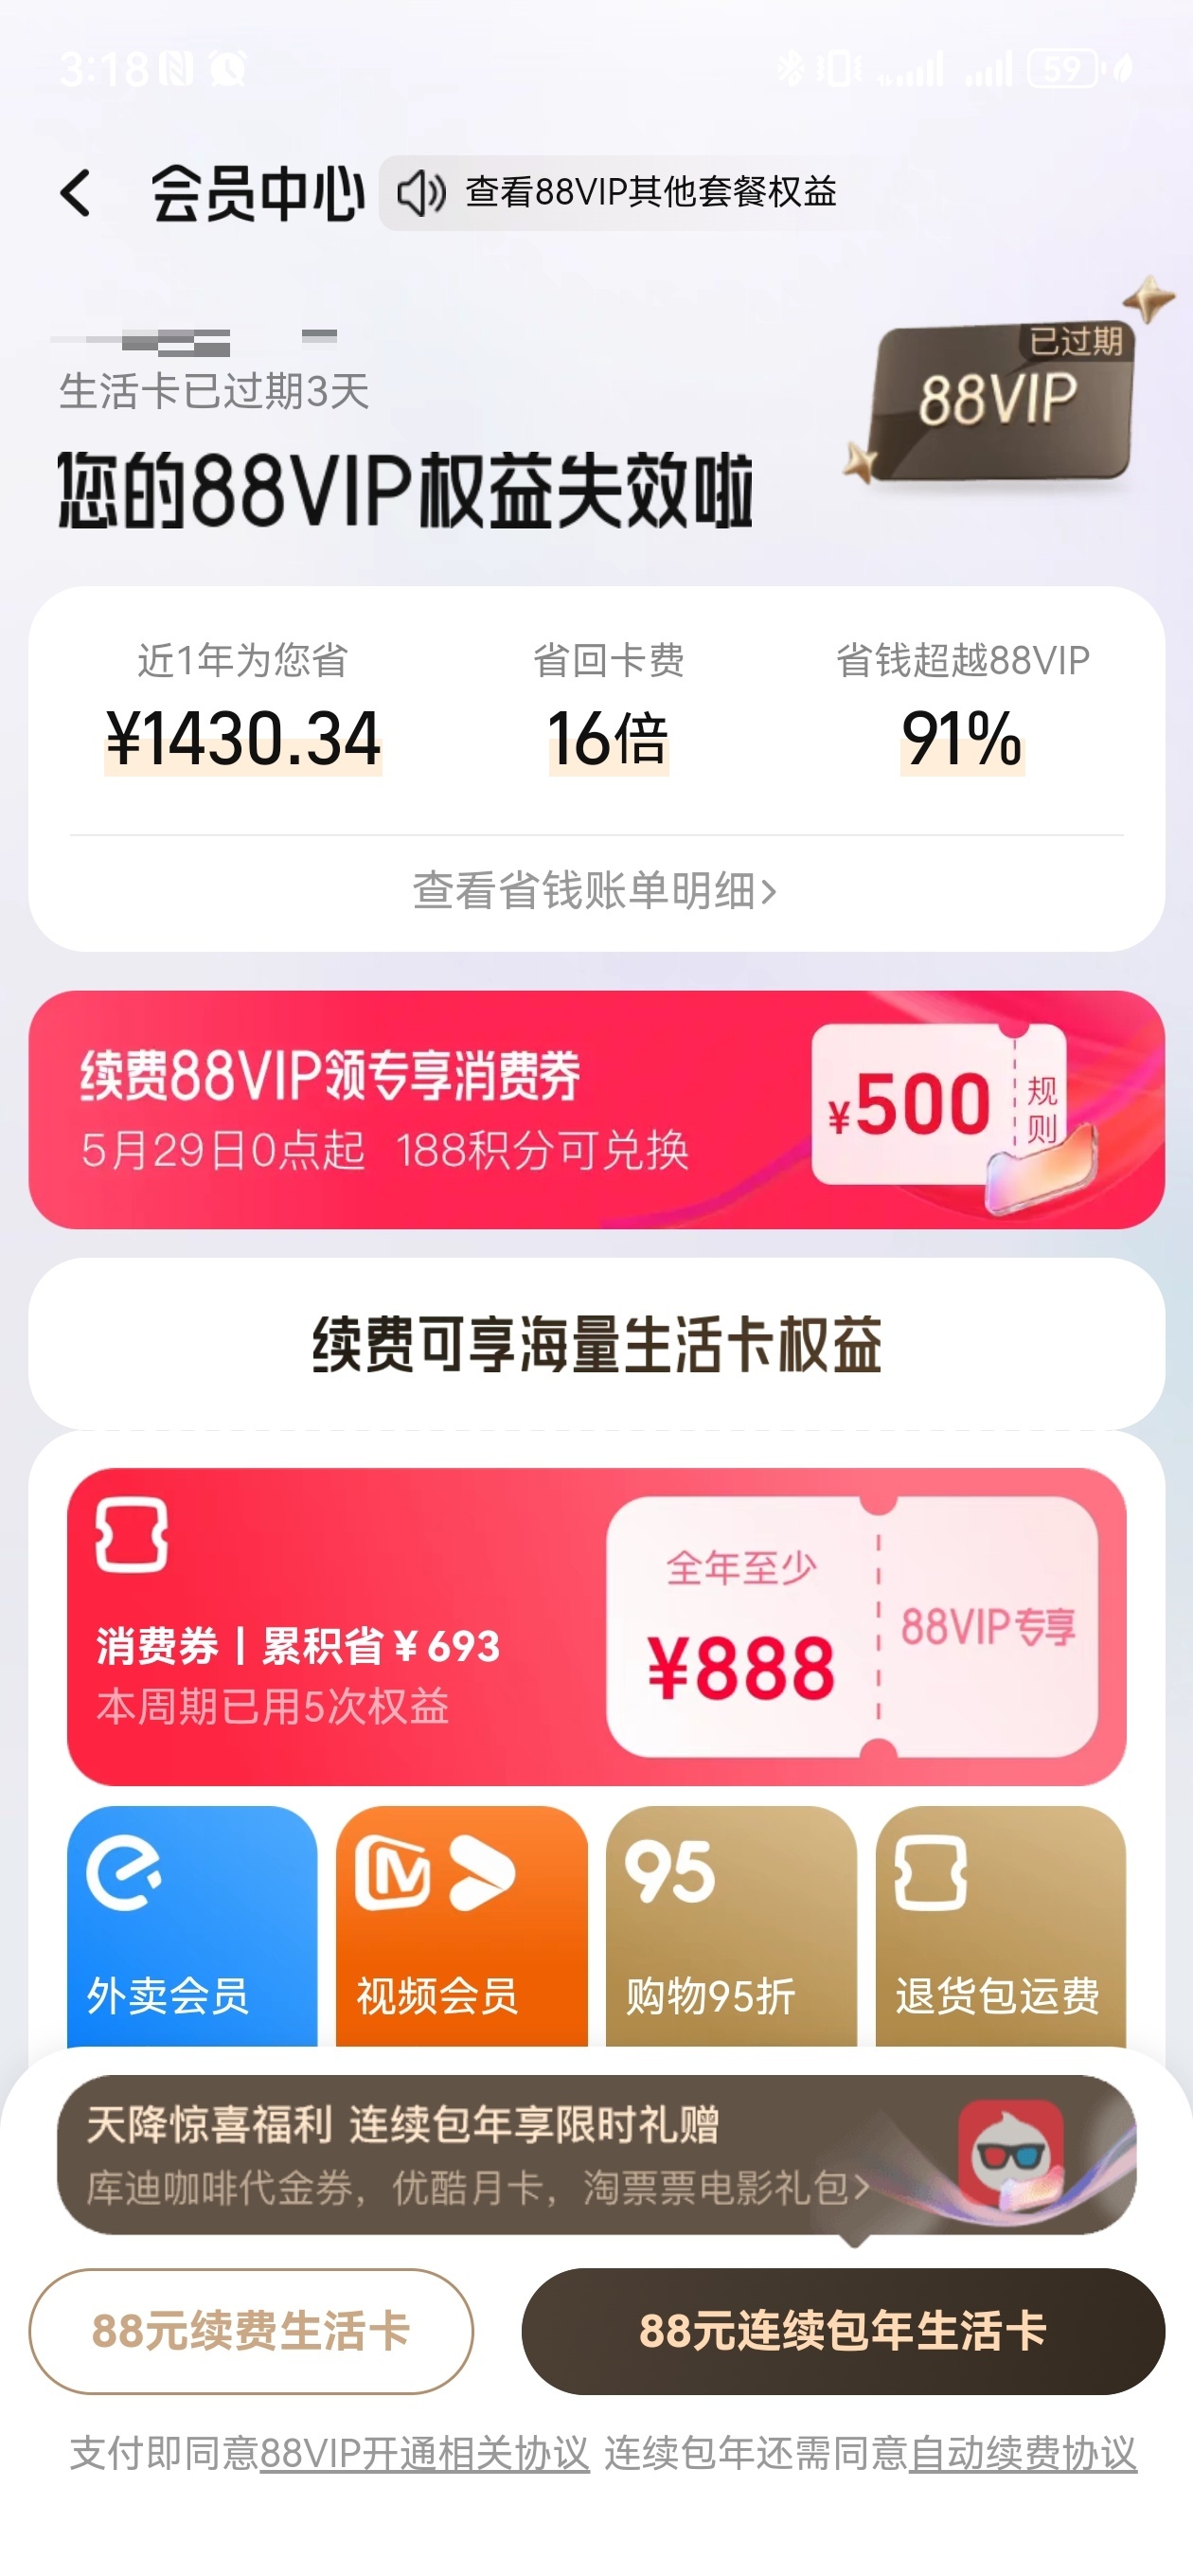 3:18
59
会员中心
查看88VIP其他套餐权益
生活卡已过期3天
您的88VIP权益失效啦
已过期
88VIP
近1年为您省 省回卡费 省钱超越88VIP
¥1430.34 16倍 91%
查看省钱账单明细>
续费88VIP领专享消费券
5月29日0点起 188积分可兑换
¥500
规则
续费可享海量生活卡权益
消费券丨累积省¥693
本周期已用5次权益
全年至少
¥888
88VIP专享
95
外卖会员 视频会员 购物95折 退货包运费
天降惊喜福利 连续包年享限时礼赠
库迪咖啡代金券，优酷月卡，淘票票电影礼包>
88元续费生活卡
88元连续包年生活卡
支付即同意88VIP开通相关协议 连续包年还需同意自动续费协议